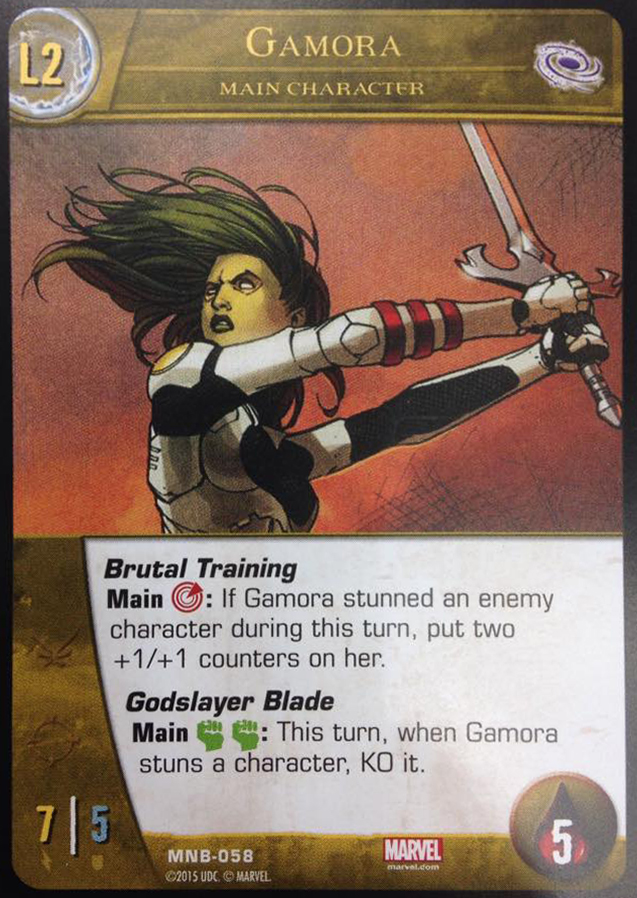 L2
GAMORA
MAIN CHARACTER
Brutal Training
Main : If Gamora stunned an enemy
character during this turn, put two
+1/+1 counters on her.
Godslayer Blade
Main : This turn, when Gamora
stuns a character, KO it.
7 | 5
5
MNB-058
©2015 UDC. © MARVEL.
MARVEL
marvel.com